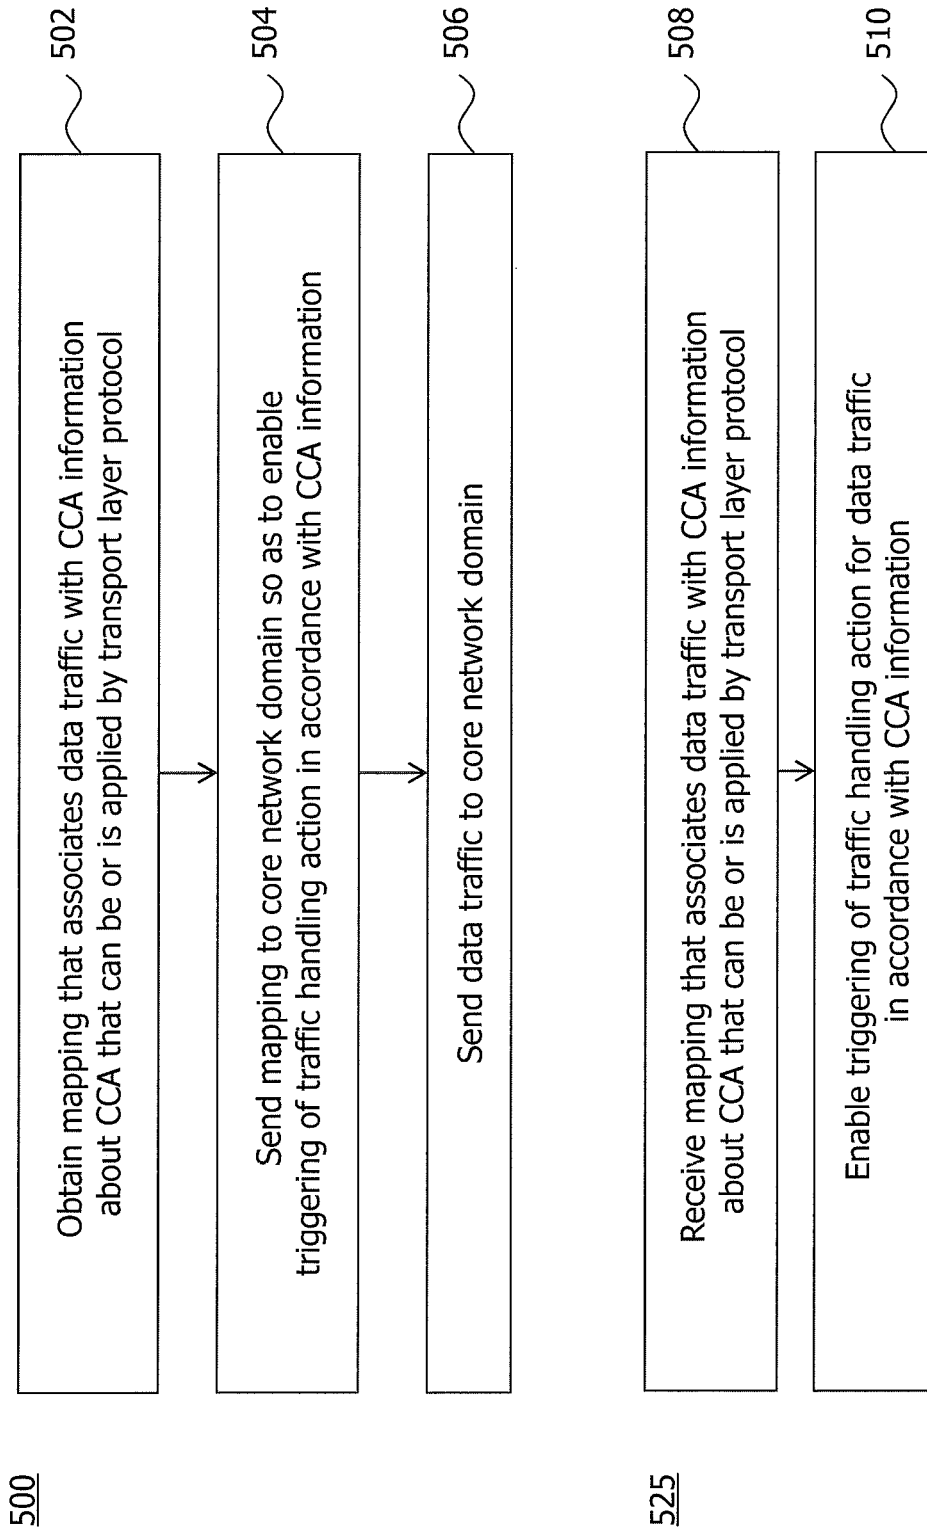 500
Obtain mapping that associates data traffic with CCA information
about CCA that can be or is applied by transport layer protocol
502
Send mapping to core network domain so as to enable
triggering of traffic handling action in accordance with CCA information
504
Send data traffic to core network domain
506
525
Receive mapping that associates data traffic with CCA information
about CCA that can be or is applied by transport layer protocol
508
Enable triggering of traffic handling action for data traffic
in accordance with CCA information
510